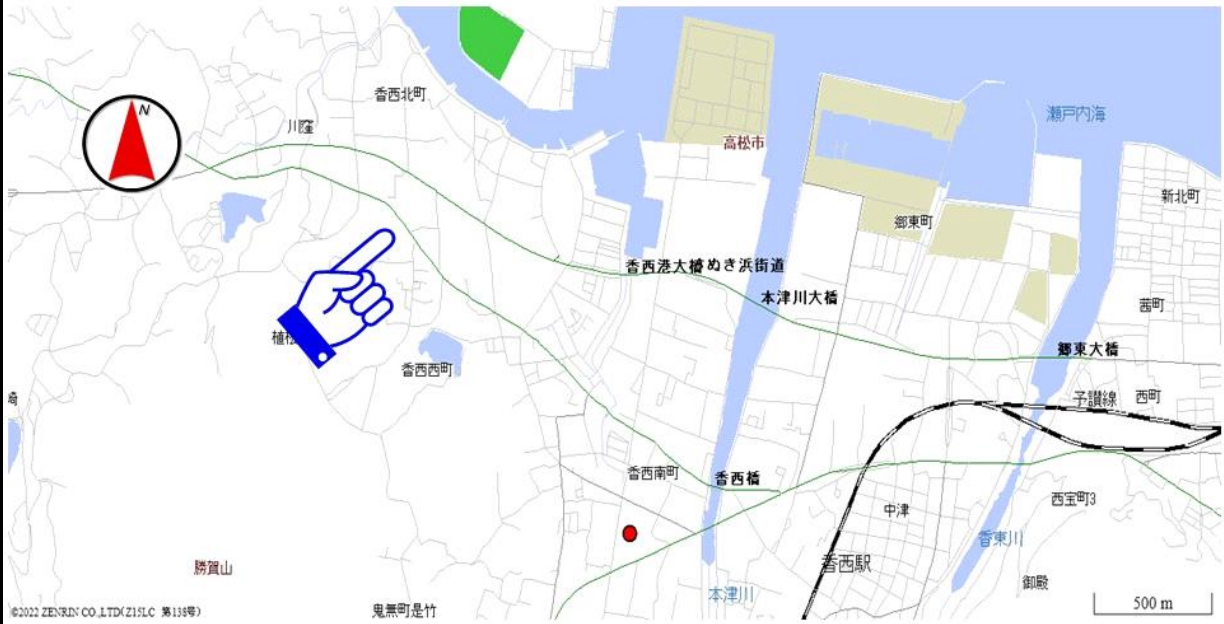 N
香西北町
瀬戸内海
川窪
高松市
新北町
郷東町
香西港大橋
ぬき浜街道
本津川大橋
茜町
郷東大橋
香西西町
予讃線
西町
香西南町
香西橋
西宝町3
中津
香東川
香西駅
勝賀山
御殿
本津川
鬼無町是竹
500 m
©2022 ZENRIN CO.,LTD(Z15LC 第138号)